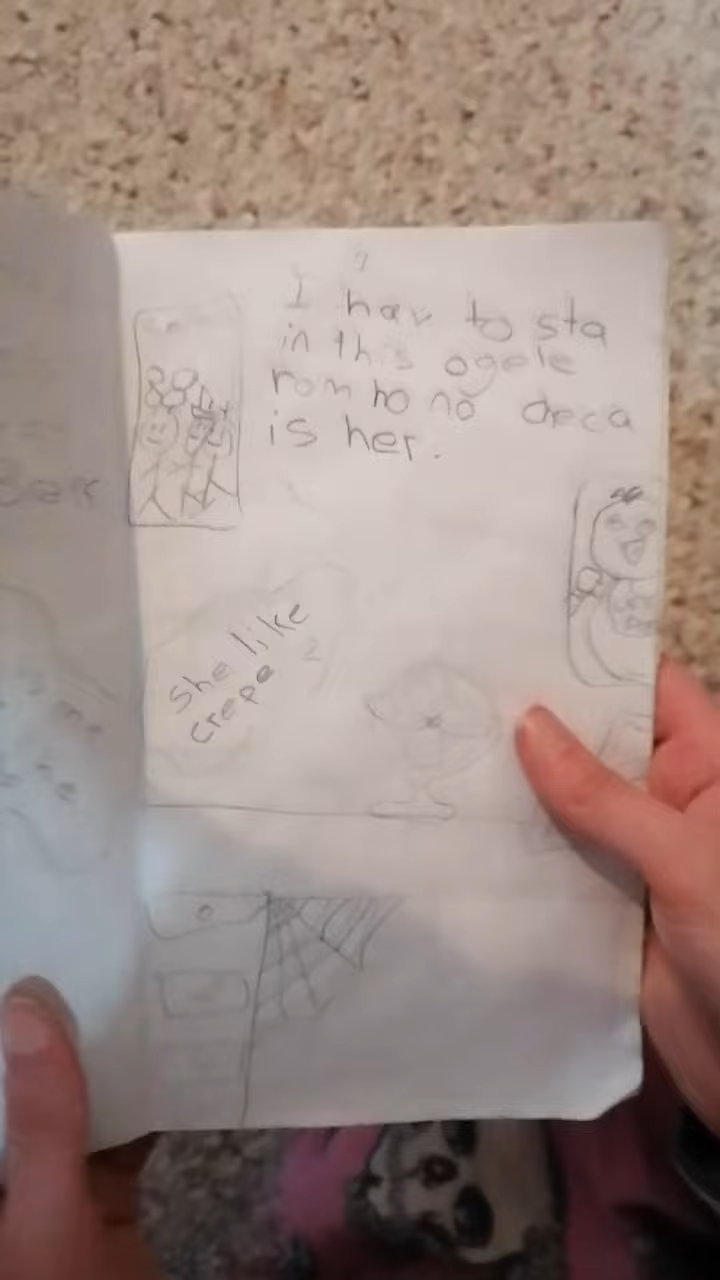 I hav to sta
in this ogele
rom ho no deca
is her.
She like
crepe